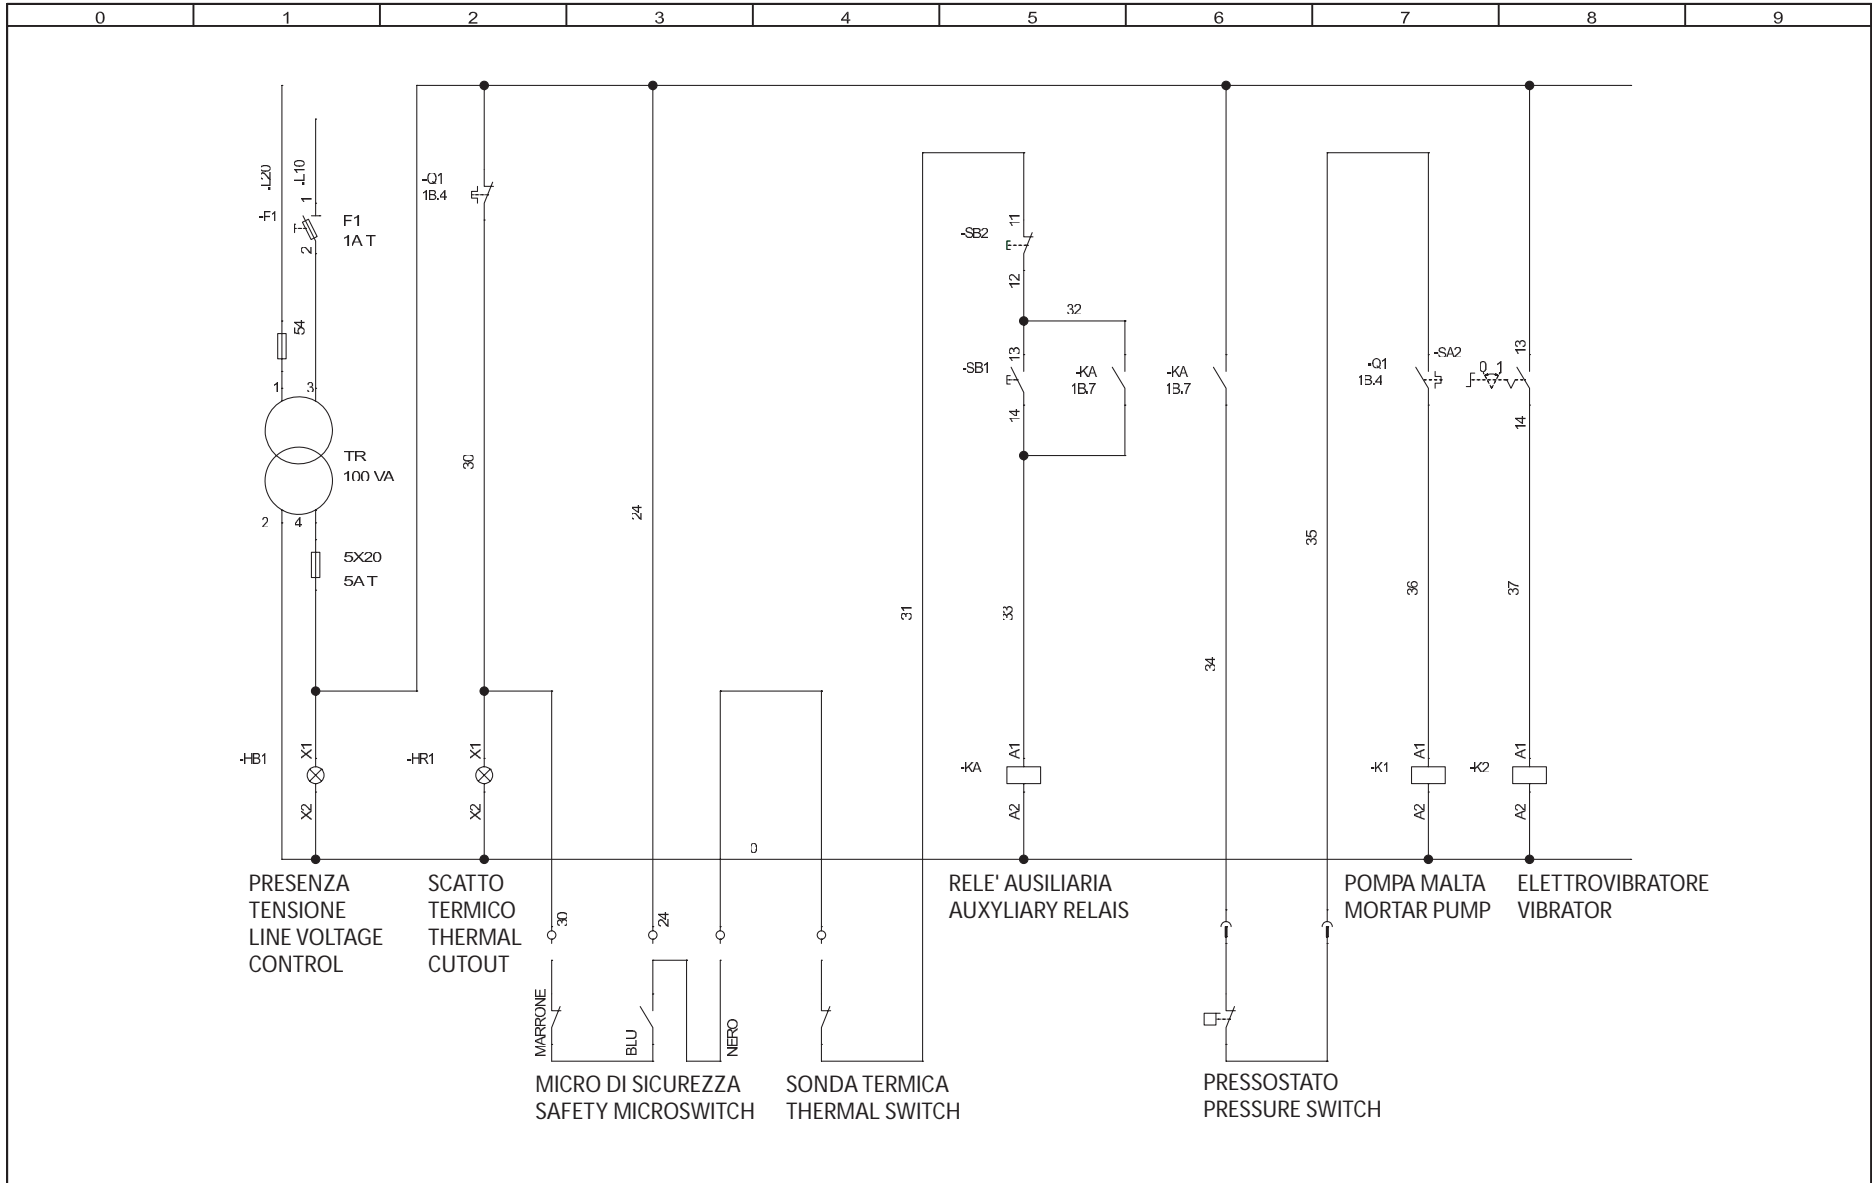 0 1 2 3 4 5 6 7 8 9
-L20
-L10
-F1
1
2
F1
1A T
54
1 3
TR
100 VA
2 4
5X20
5A T
-HB1
X1
X2
PRESENZA
TENSIONE
LINE VOLTAGE
CONTROL
-Q1
1B.4
30
-HR1
X1
X2
SCATTO
TERMICO
THERMAL
CUTOUT
24
0
30
24
MARRONE
BLU
NERO
MICRO DI SICUREZZA
SAFETY MICROSWITCH
SONDA TERMICA
THERMAL SWITCH
31
-SB2
11
12
32
-SB1
13
14
-KA
1B.7
33
-KA
A1
A2
RELE' AUSILIARIA
AUXYLIARY RELAIS
-KA
1B.7
34
PRESSOSTATO
PRESSURE SWITCH
35
-Q1
1B.4
36
-K1
A1
A2
POMPA MALTA
MORTAR PUMP
-SA2
0 1
13
14
37
-K2
A1
A2
ELETTROVIBRATORE
VIBRATOR